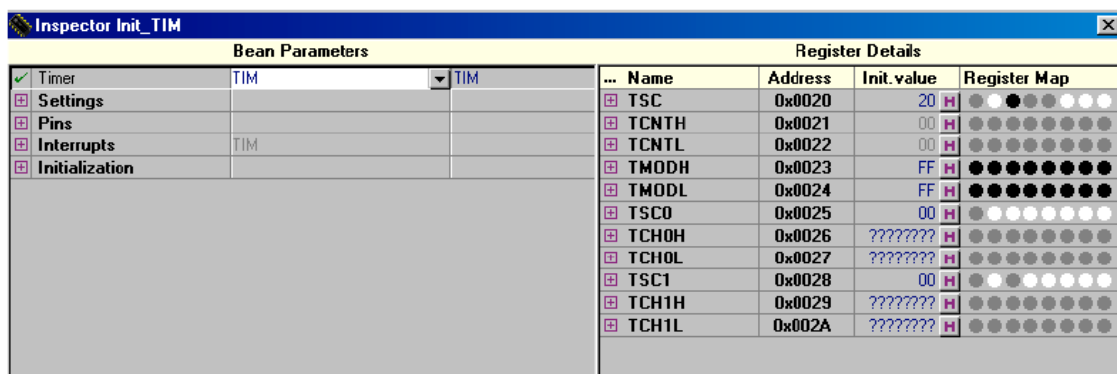 Inspector Init_TIM
Bean Parameters
Register Details
Timer TIM TIM
Settings
Pins
Interrupts TIM
Initialization
... Name Address Init.value Register Map
TSC 0x0020 20 H
TCNTH 0x0021 00 H
TCNTL 0x0022 00 H
TMODH 0x0023 FF H
TMODL 0x0024 FF H
TSC0 0x0025 00 H
TCH0H 0x0026 ???????? H
TCH0L 0x0027 ???????? H
TSC1 0x0028 00 H
TCH1H 0x0029 ???????? H
TCH1L 0x002A ???????? H